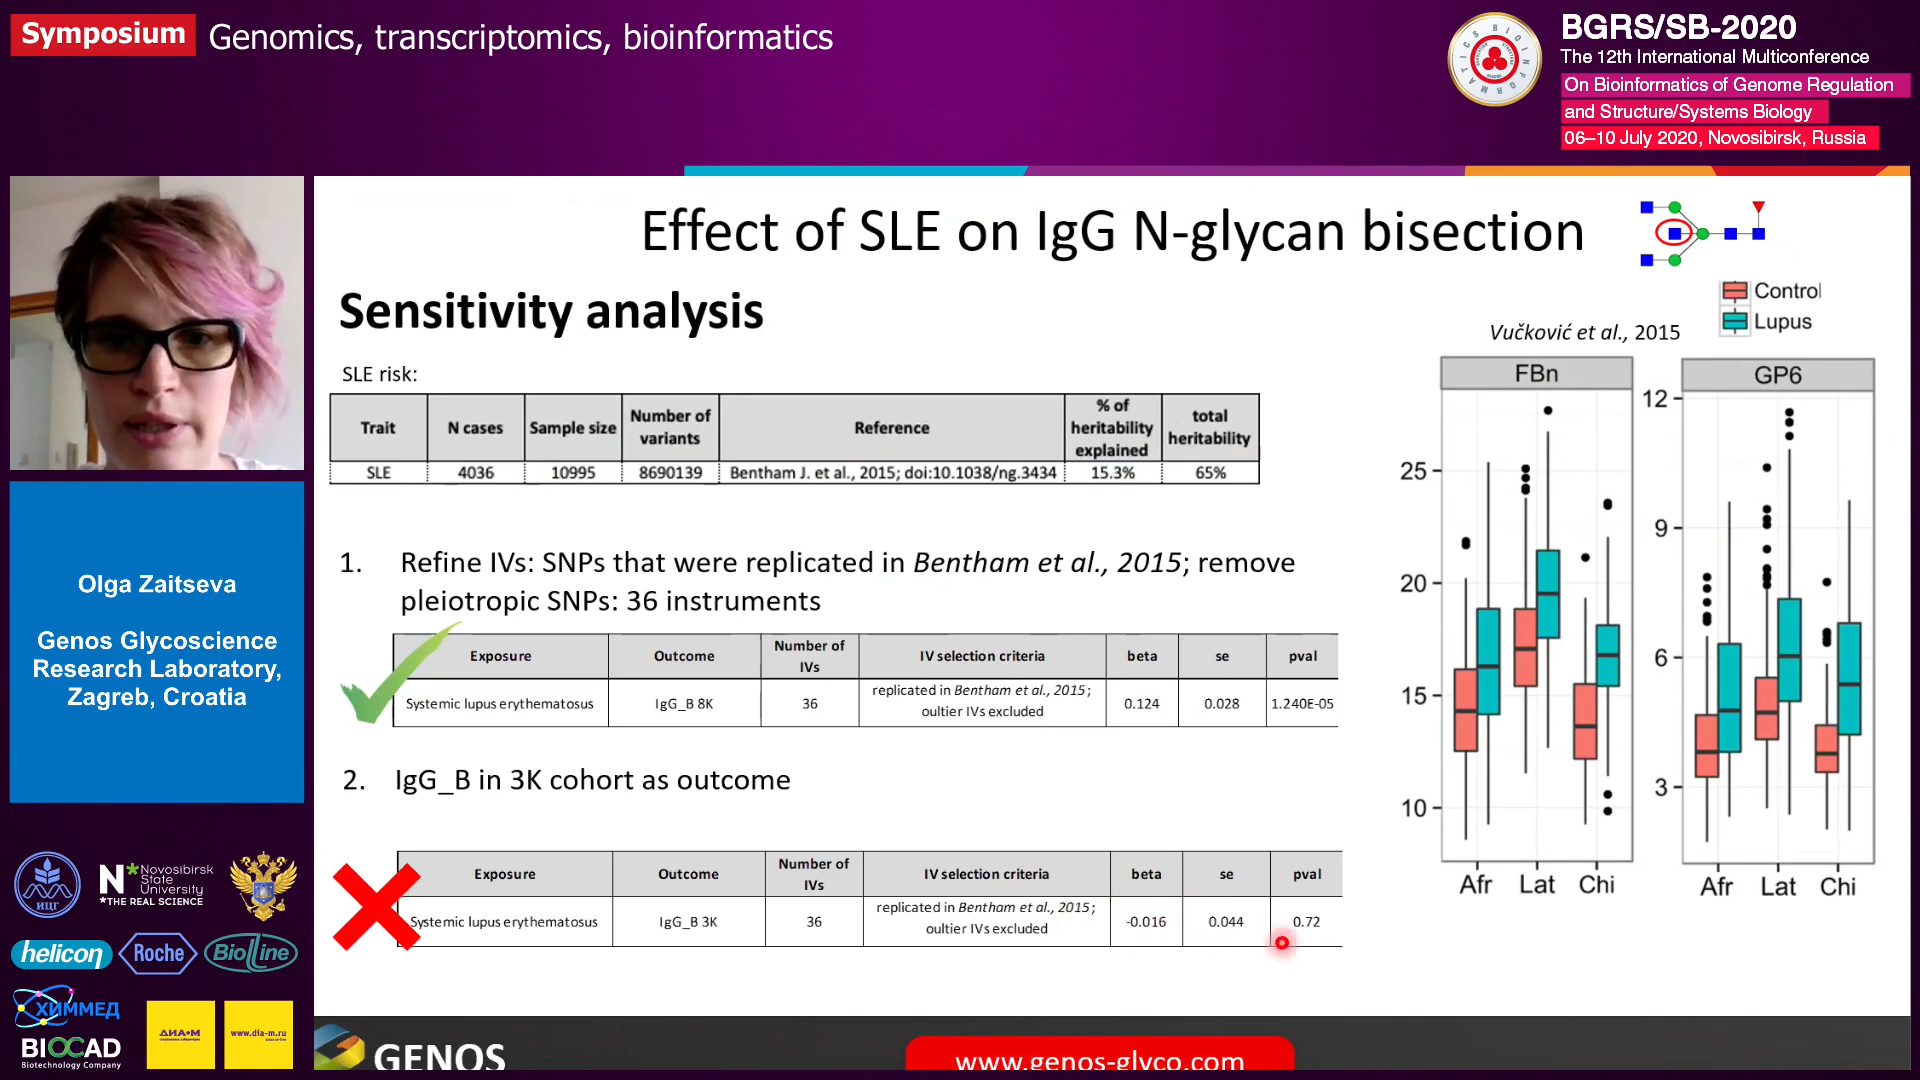 Symposium Genomics, transcriptomics, bioinformatics
BGRS/SB-2020
The 12th International Multiconference
On Bioinformatics of Genome Regulation
and Structure/Systems Biology
06–10 July 2020, Novosibirsk, Russia
BIOINFORMATICS
Olga Zaitseva
Genos Glycoscience
Research Laboratory,
Zagreb, Croatia
ИЦГ
N* Novosibirsk
State
University
*THE REAL SCIENCE
helicon
Roche
BioLine
ХИММЕД
BIOCAD
Biotechnology Company
ДИА•М
www.dia-m.ru
Effect of SLE on IgG N-glycan bisection
Sensitivity analysis
SLE risk:
Trait N cases Sample size Number of variants Reference % of heritability explained total heritability
SLE 4036 10995 8690139 Bentham J. et al., 2015; doi:10.1038/ng.3434 15.3% 65%
1. Refine IVs: SNPs that were replicated in Bentham et al., 2015; remove
pleiotropic SNPs: 36 instruments
Exposure Outcome Number of IVs IV selection criteria beta se pval
Systemic lupus erythematosus IgG_B 8K 36 replicated in Bentham et al., 2015; oultier IVs excluded 0.124 0.028 1.240E-05
2. IgG_B in 3K cohort as outcome
Exposure Outcome Number of IVs IV selection criteria beta se pval
Systemic lupus erythematosus IgG_B 3K 36 replicated in Bentham et al., 2015; oultier IVs excluded -0.016 0.044 0.72
Control
Lupus
Vučković et al., 2015
FBn
25
20
15
10
Afr Lat Chi
GP6
12
9
6
3
Afr Lat Chi
GENOS
www.genos-glyco.com